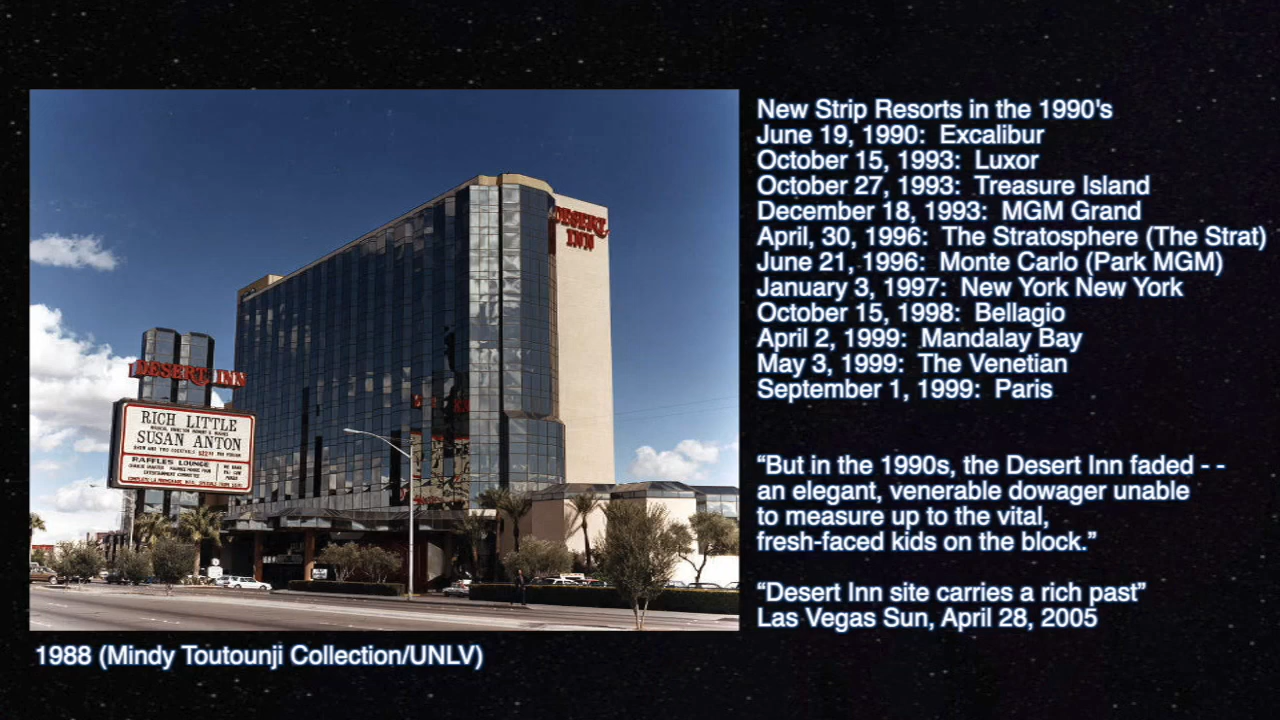 New Strip Resorts in the 1990's
June 19, 1990: Excalibur
October 15, 1993: Luxor
October 27, 1993: Treasure Island
December 18, 1993: MGM Grand
April, 30, 1996: The Stratosphere (The Strat)
June 21, 1996: Monte Carlo (Park MGM)
January 3, 1997: New York New York
October 15, 1998: Bellagio
April 2, 1999: Mandalay Bay
May 3, 1999: The Venetian
September 1, 1999: Paris
“But in the 1990s, the Desert Inn faded - -
an elegant, venerable dowager unable
to measure up to the vital,
fresh-faced kids on the block.”
“Desert Inn site carries a rich past”
Las Vegas Sun, April 28, 2005
DESERT
INN
DESERT INN
RICH LITTLE
SUSAN ANTON
RAFFLES LOUNGE
1988 (Mindy Toutounji Collection/UNLV)